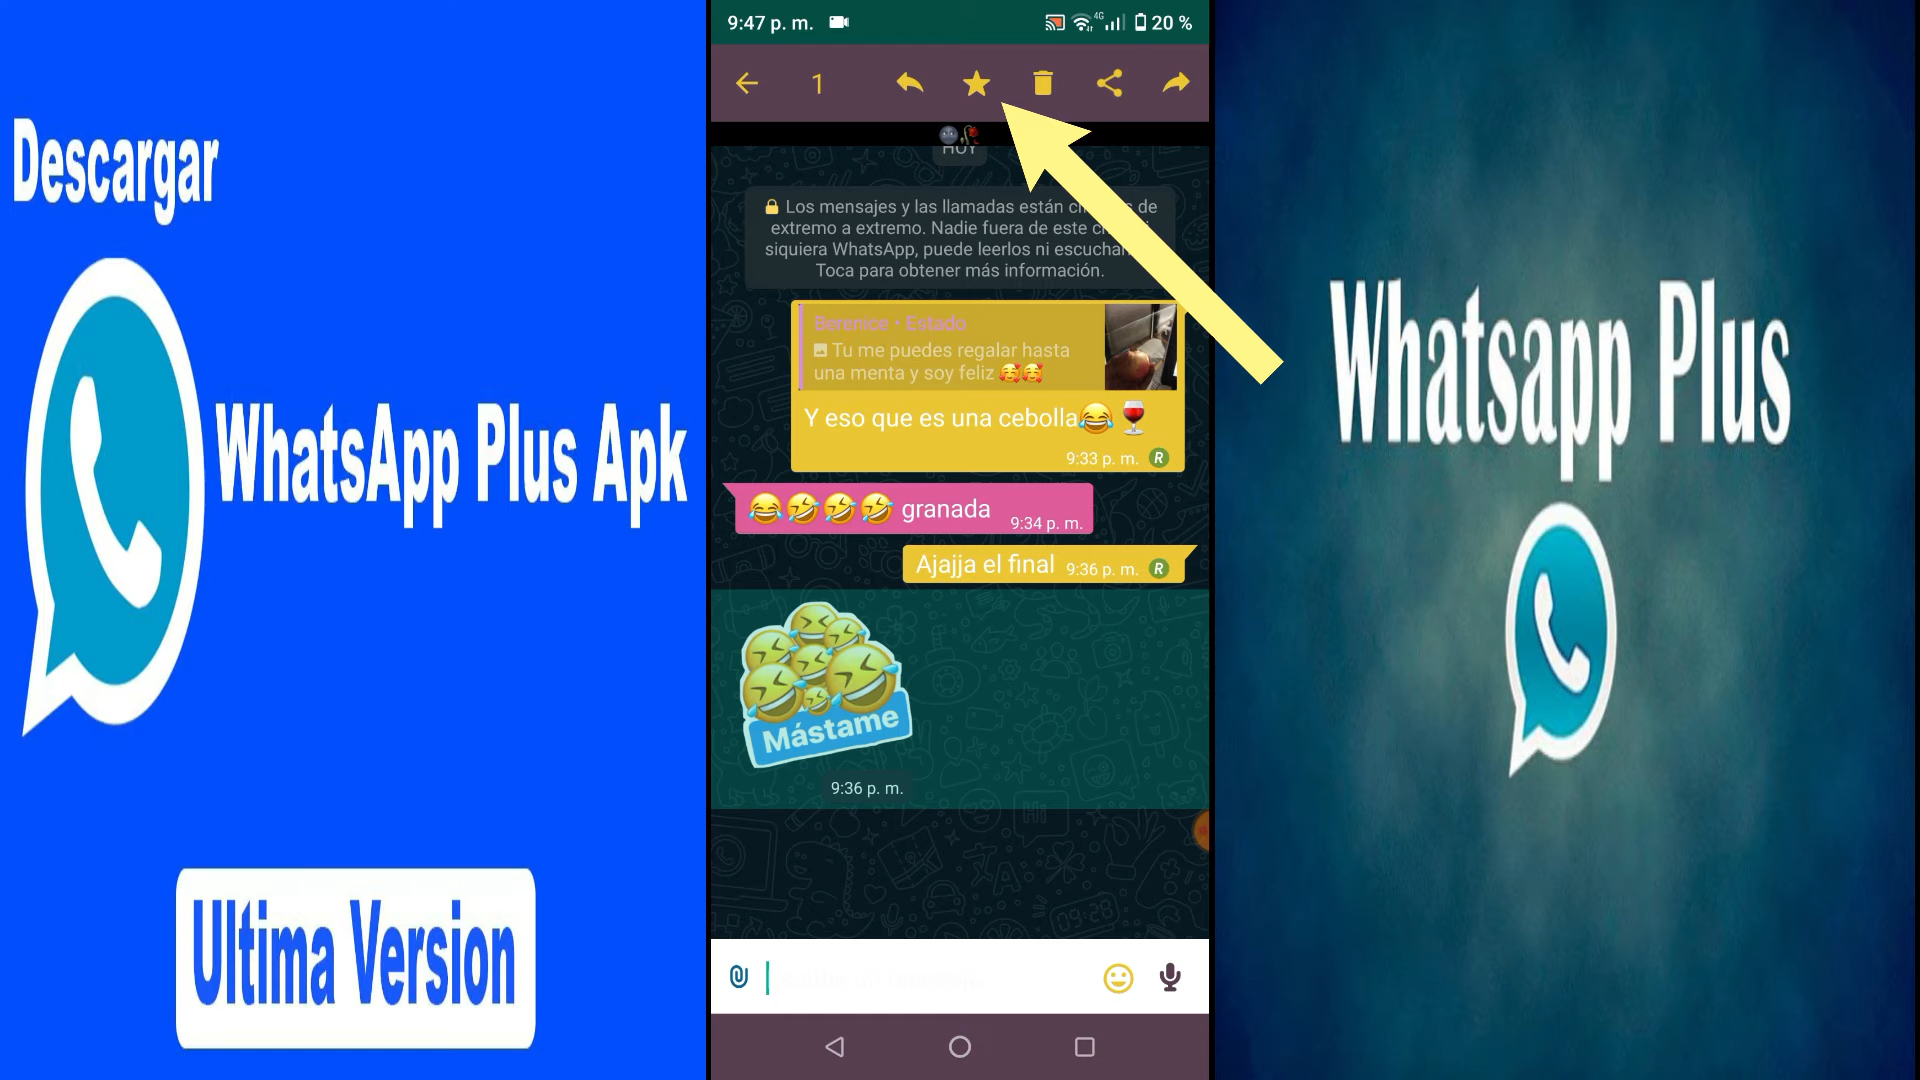 Descargar
WhatsApp Plus Apk
Ultima Version
9:47 p. m.
4G
20 %
1
HOY
Los mensajes y las llamadas están de
extremo a extremo. Nadie fuera de este
siquiera WhatsApp, puede leerlos ni
Toca para obtener más información.
Berenice • Estado
Tu me puedes regalar hasta
una menta y soy feliz 🥰🥰
Y eso que es una cebolla😂🍷
9:33 p. m. R
😂🤣🤣🤣 granada 9:34 p. m.
Ajajja el final 9:36 p. m. R
Mástame
9:36 p. m.
Whatsapp Plus